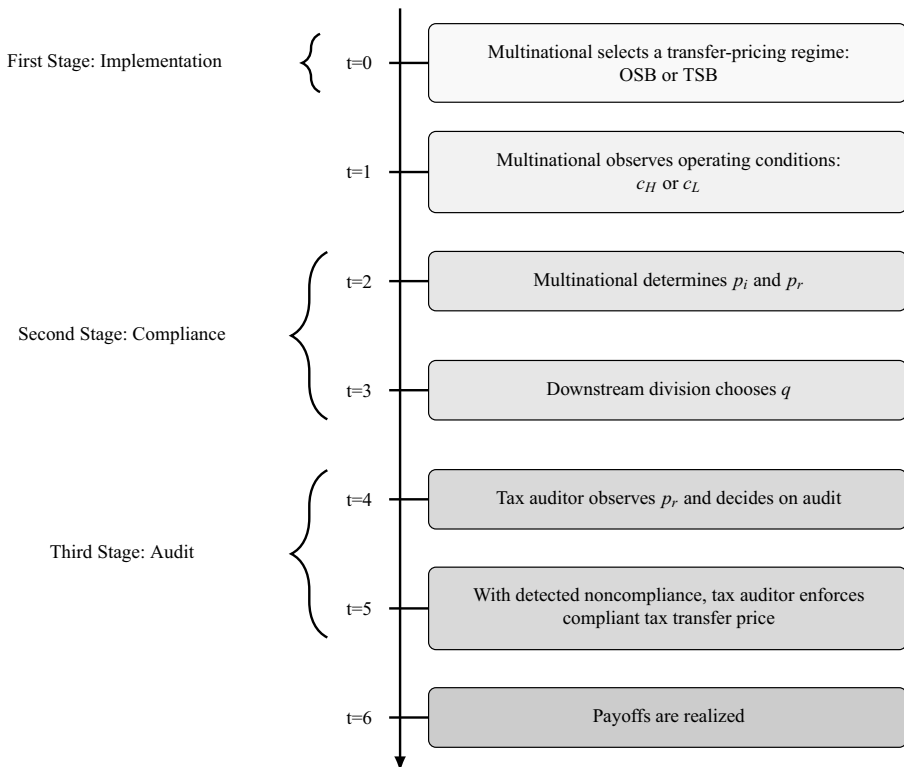 First Stage: Implementation
t=0
Multinational selects a transfer-pricing regime:
OSB or TSB
t=1
Multinational observes operating conditions:
c_H or c_L
t=2
Multinational determines p_i and p_r
Second Stage: Compliance
t=3
Downstream division chooses q
t=4
Tax auditor observes p_r and decides on audit
Third Stage: Audit
t=5
With detected noncompliance, tax auditor enforces
compliant tax transfer price
t=6
Payoffs are realized